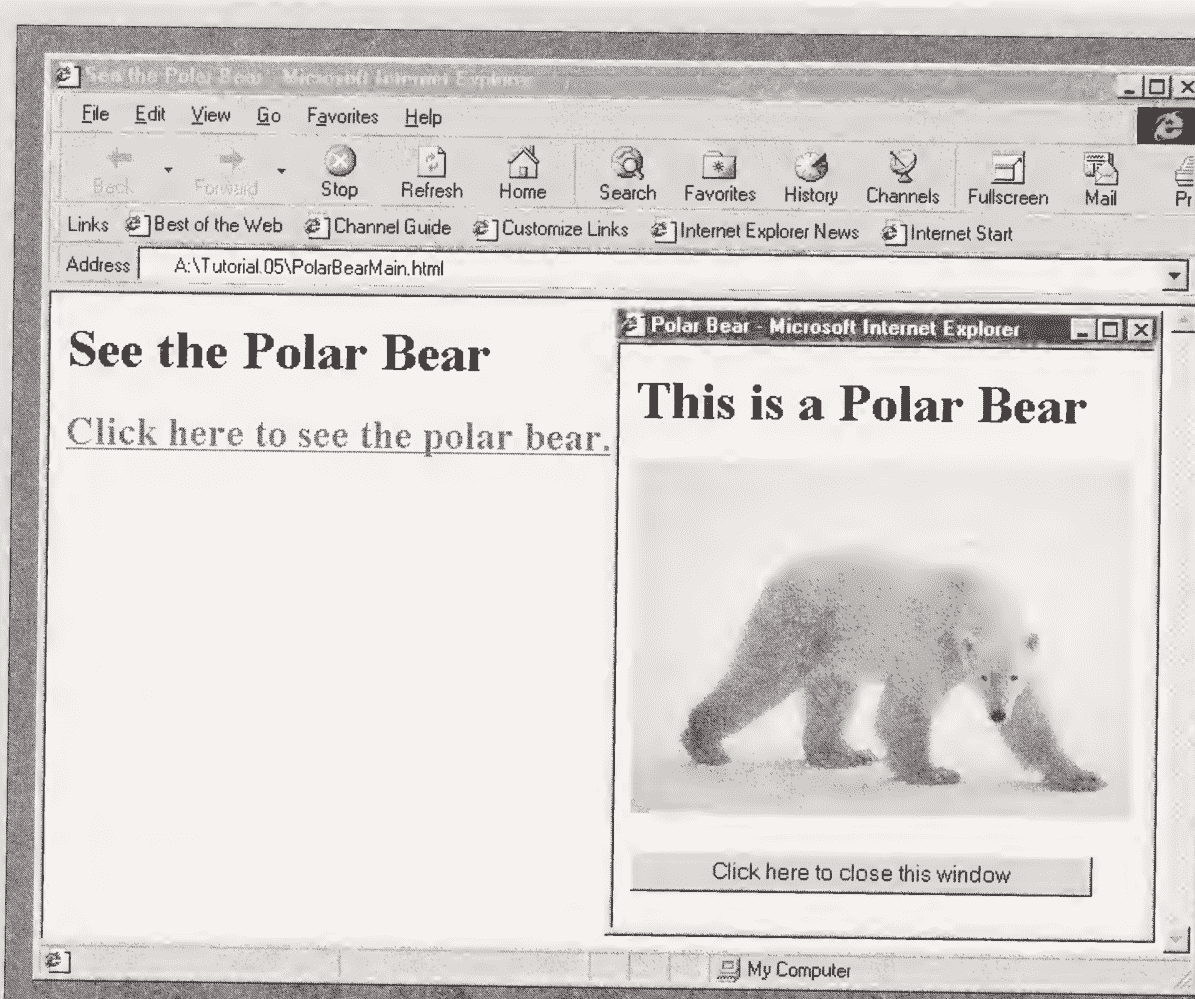 See the Polar Bear - Microsoft Internet Explorer
File Edit View Go Favorites Help
Back Forward Stop Refresh Home Search Favorites History Channels Fullscreen Mail Pr
Links Best of the Web Channel Guide Customize Links Internet Explorer News Internet Start
Address A:\Tutorial.05\PolarBearMain.html
See the Polar Bear
Click here to see the polar bear.
Polar Bear - Microsoft Internet Explorer
This is a Polar Bear
Click here to close this window
My Computer